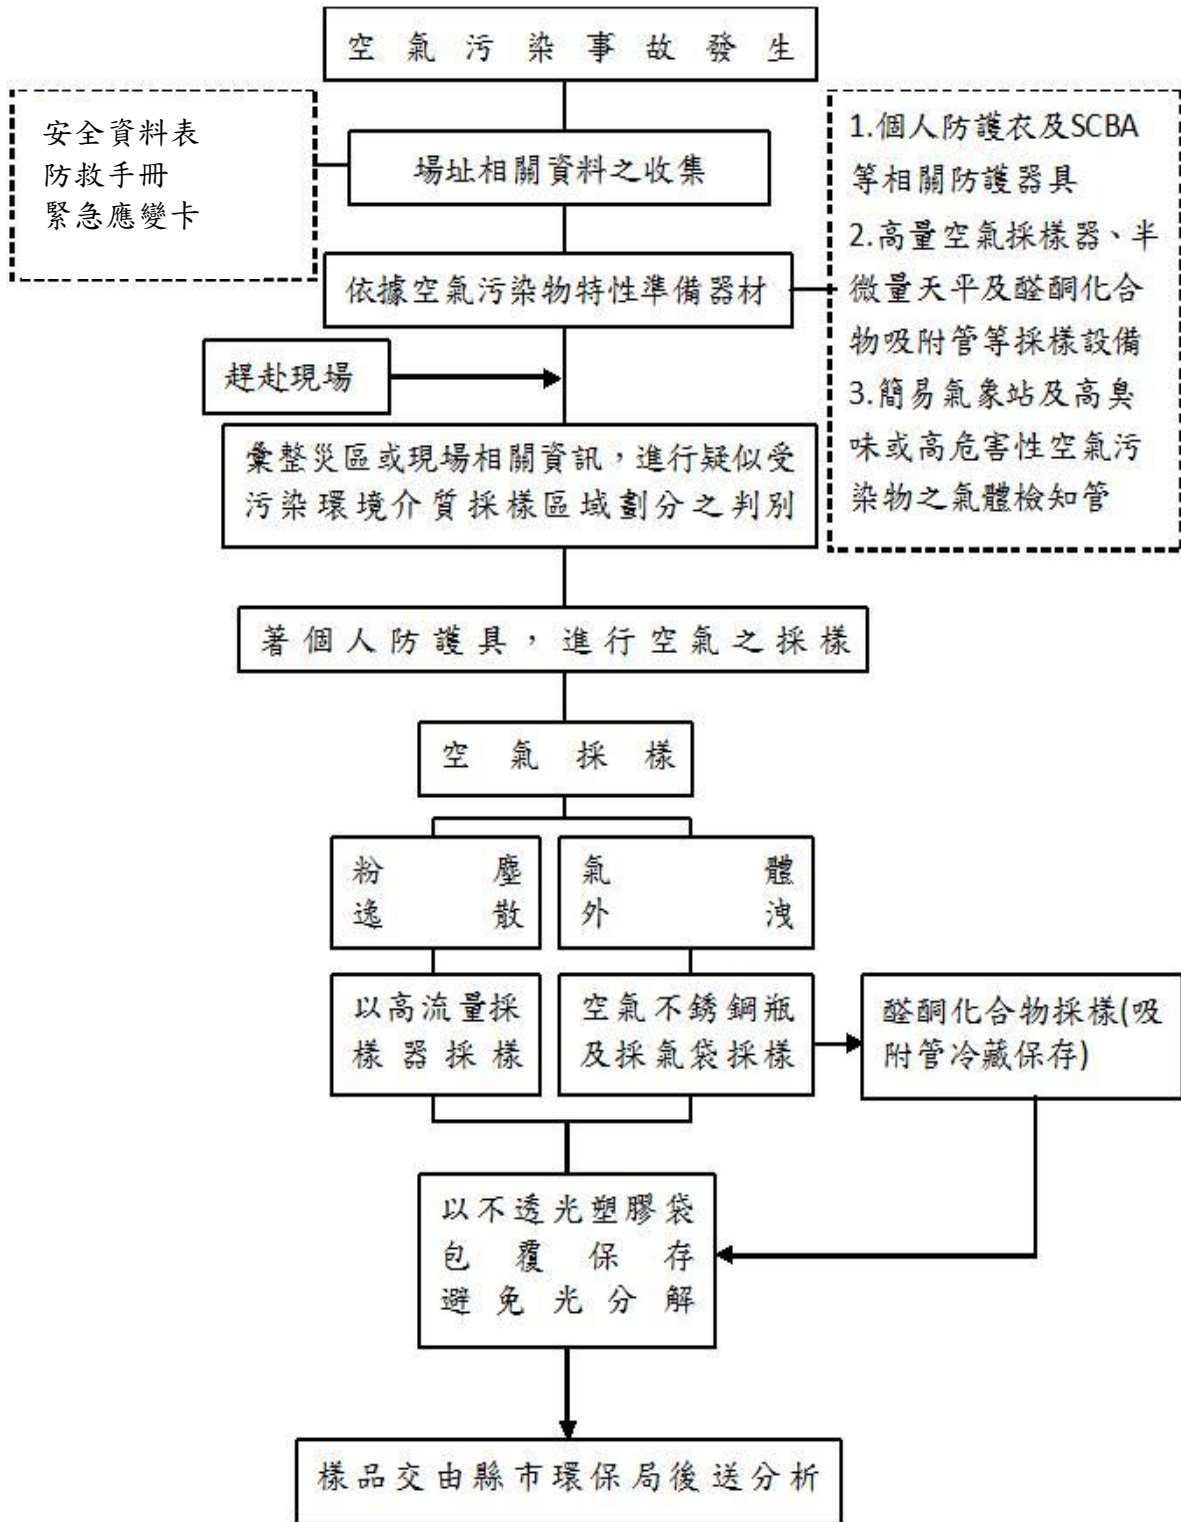 空氣污染事故發生
安全資料表
防救手冊
緊急應變卡
場址相關資料之收集
依據空氣污染物特性準備器材
1.個人防護衣及SCBA
等相關防護器具
2.高量空氣採樣器、半
微量天平及醛酮化合
物吸附管等採樣設備
3.簡易氣象站及高臭
味或高危害性空氣污
染物之氣體檢知管
趕赴現場
彙整災區或現場相關資訊，進行疑似受
污染環境介質採樣區域劃分之判別
著個人防護具，進行空氣之採樣
空氣採樣
粉塵
逸散
氣體
外洩
以高流量採
樣器採樣
空氣不銹鋼瓶
及採氣袋採樣
醛酮化合物採樣(吸
附管冷藏保存)
以不透光塑膠袋
包覆保存
避免光分解
樣品交由縣市環保局後送分析